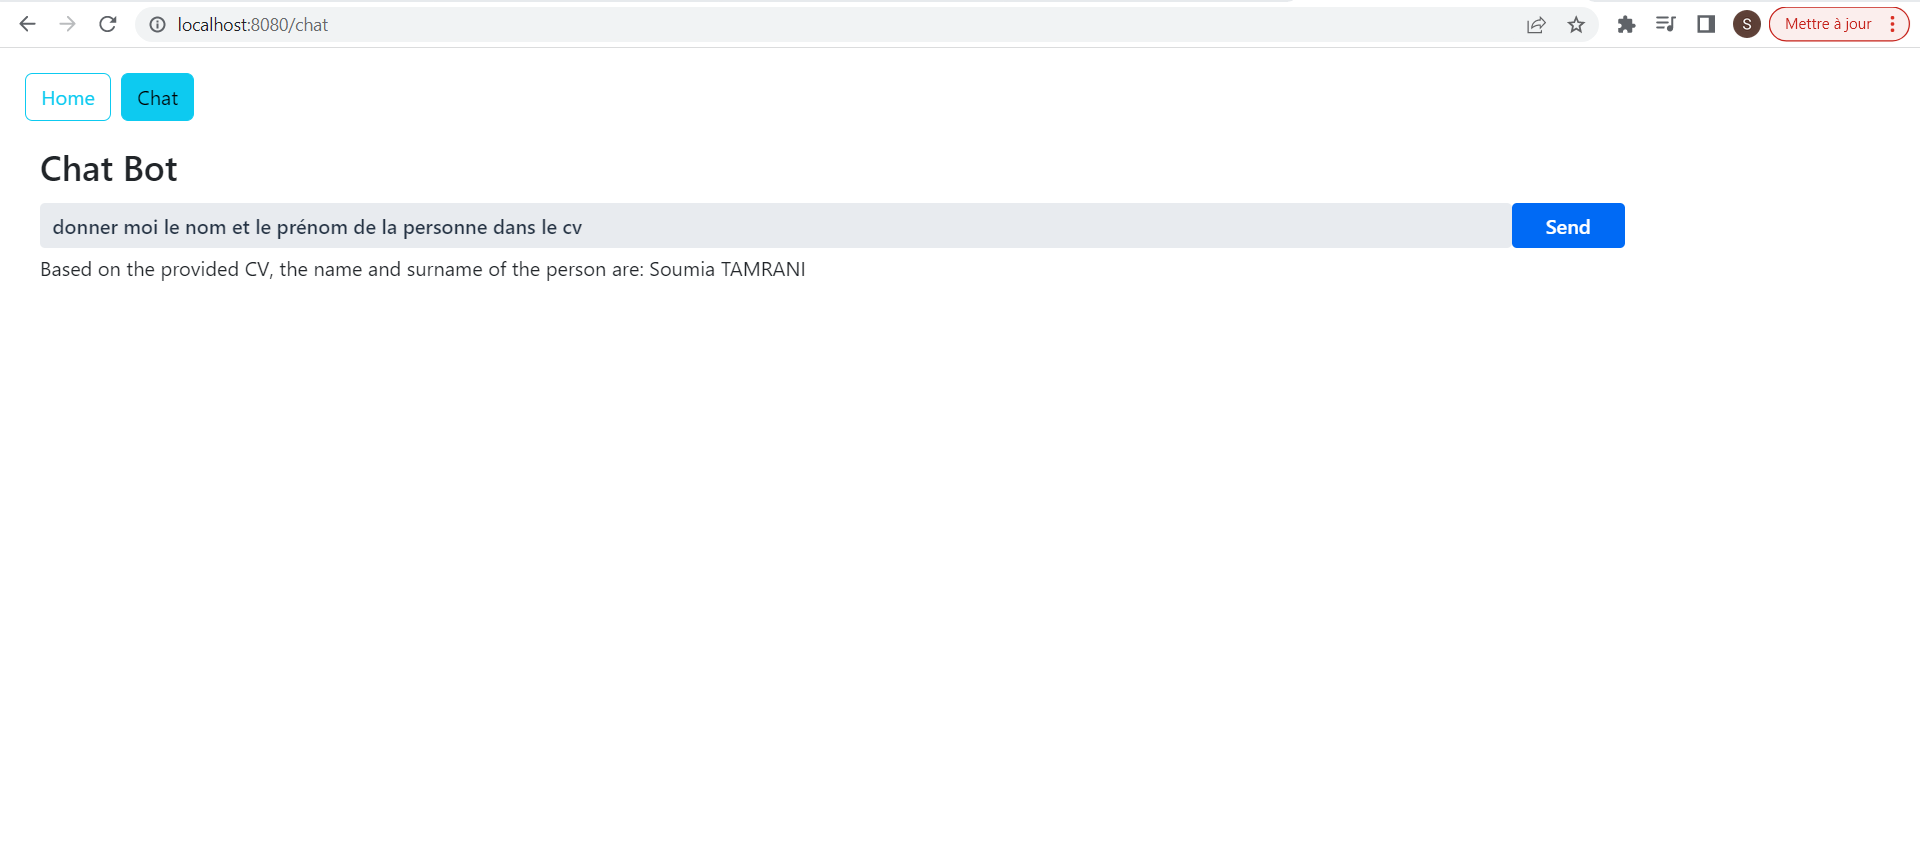 localhost:8080/chat
S
Mettre à jour
Home
Chat
Chat Bot
donner moi le nom et le prénom de la personne dans le cv
Send
Based on the provided CV, the name and surname of the person are: Soumia TAMRANI